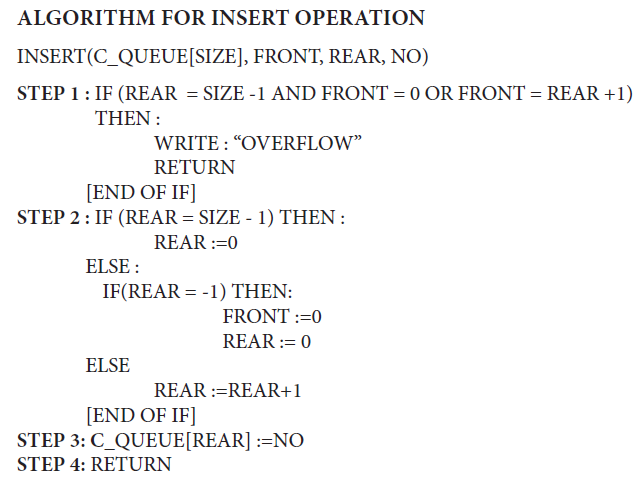 ALGORITHM FOR INSERT OPERATION
INSERT(C_QUEUE[SIZE], FRONT, REAR, NO)
STEP 1 : IF (REAR = SIZE -1 AND FRONT = 0 OR FRONT = REAR +1)
THEN :
WRITE : “OVERFLOW”
RETURN
[END OF IF]
STEP 2 : IF (REAR = SIZE - 1) THEN :
REAR :=0
ELSE :
IF(REAR = -1) THEN:
FRONT :=0
REAR := 0
ELSE
REAR :=REAR+1
[END OF IF]
STEP 3: C_QUEUE[REAR] :=NO
STEP 4: RETURN